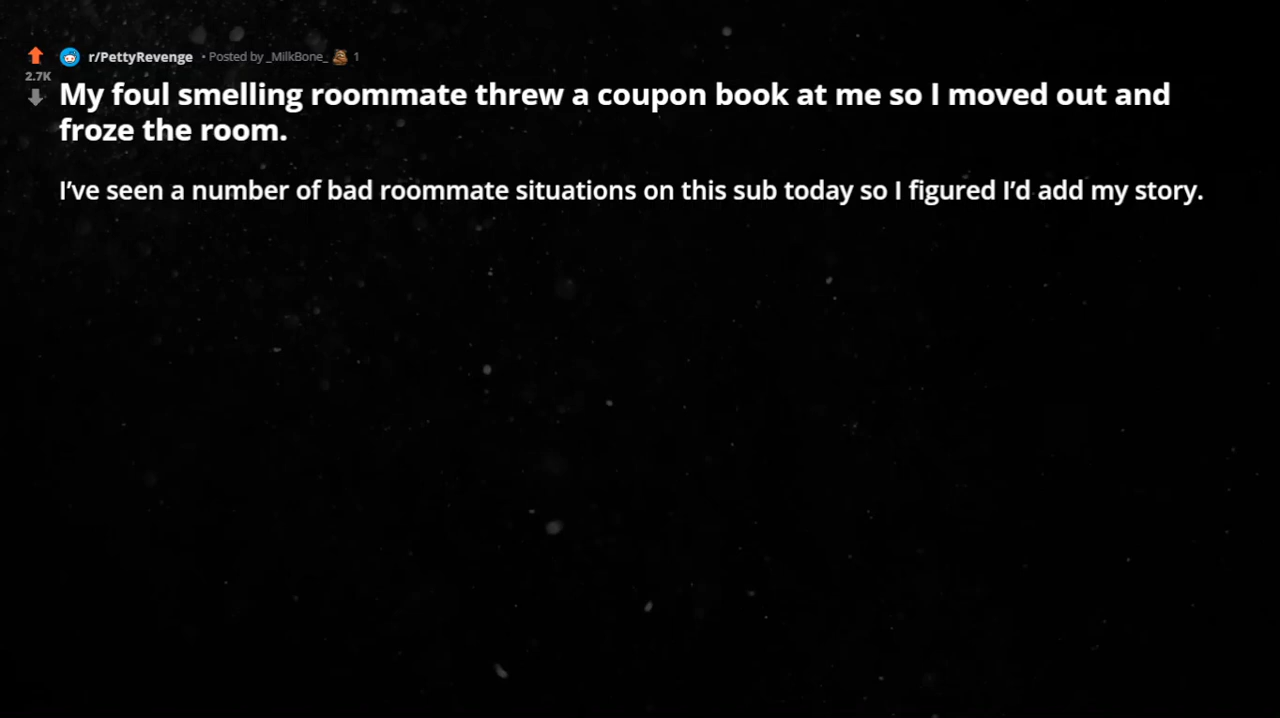 r/PettyRevenge • Posted by _MilkBone_ 1
2.7K
My foul smelling roommate threw a coupon book at me so I moved out and
froze the room.
I’ve seen a number of bad roommate situations on this sub today so I figured I’d add my story.